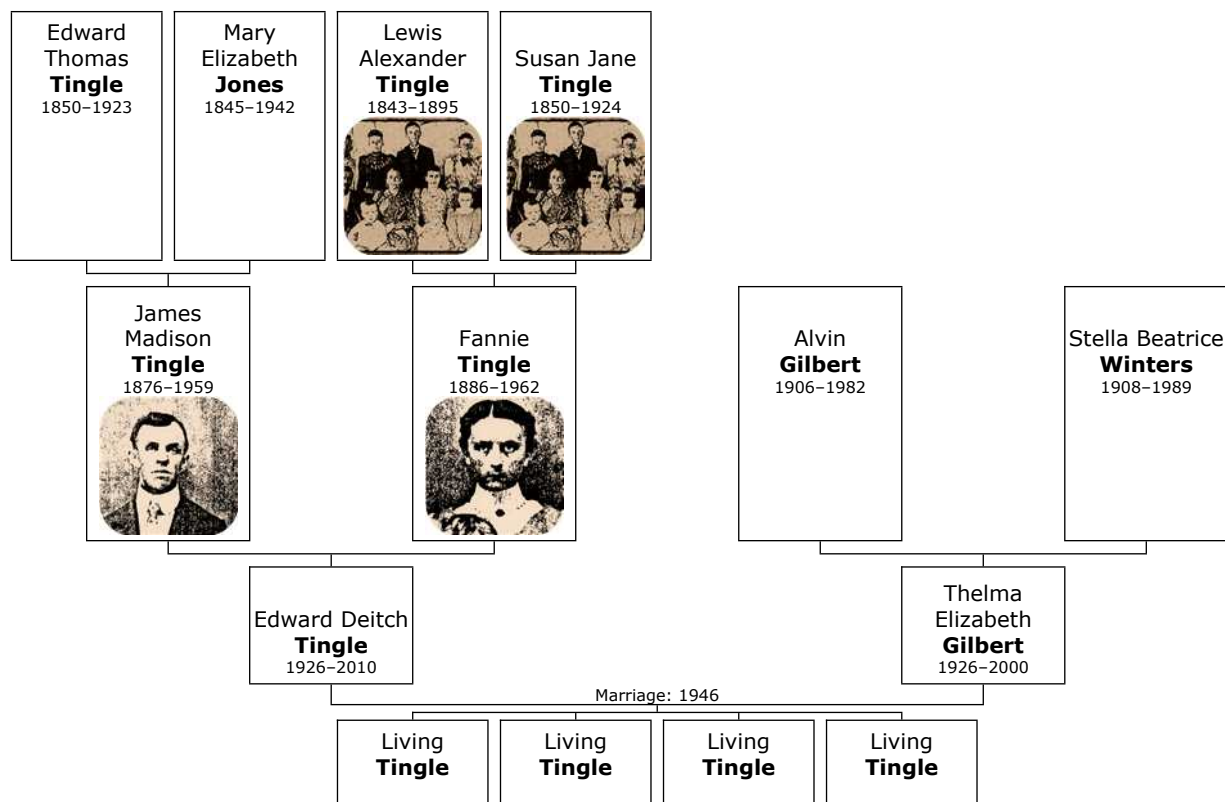 Edward
Thomas
Tingle
1850–1923
Mary
Elizabeth
Jones
1845–1942
Lewis
Alexander
Tingle
1843–1895
Susan Jane
Tingle
1850–1924
James
Madison
Tingle
1876–1959
Fannie
Tingle
1886–1962
Alvin
Gilbert
1906–1982
Stella Beatrice
Winters
1908–1989
Edward Deitch
Tingle
1926–2010
Thelma
Elizabeth
Gilbert
1926–2000
Marriage: 1946
Living
Tingle
Living
Tingle
Living
Tingle
Living
Tingle